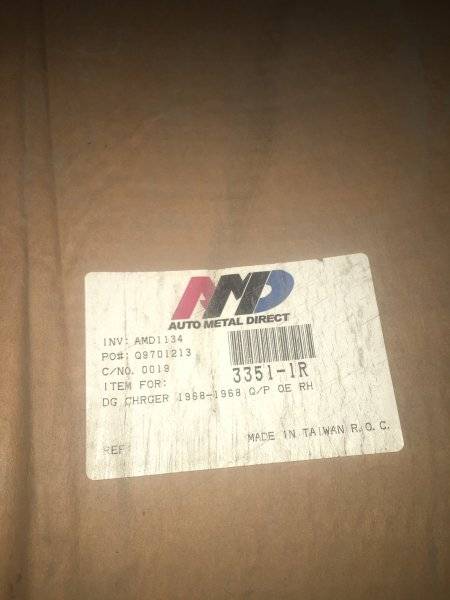 AMD
AUTO METAL DIRECT
INV: AMD1134
PO#: Q9701213
C/NO. 0019
3351-1R
ITEM FOR:
DG CHRGER 1968-1968 Q/P OE RH
MADE IN TAIWAN R.O.C.
REF